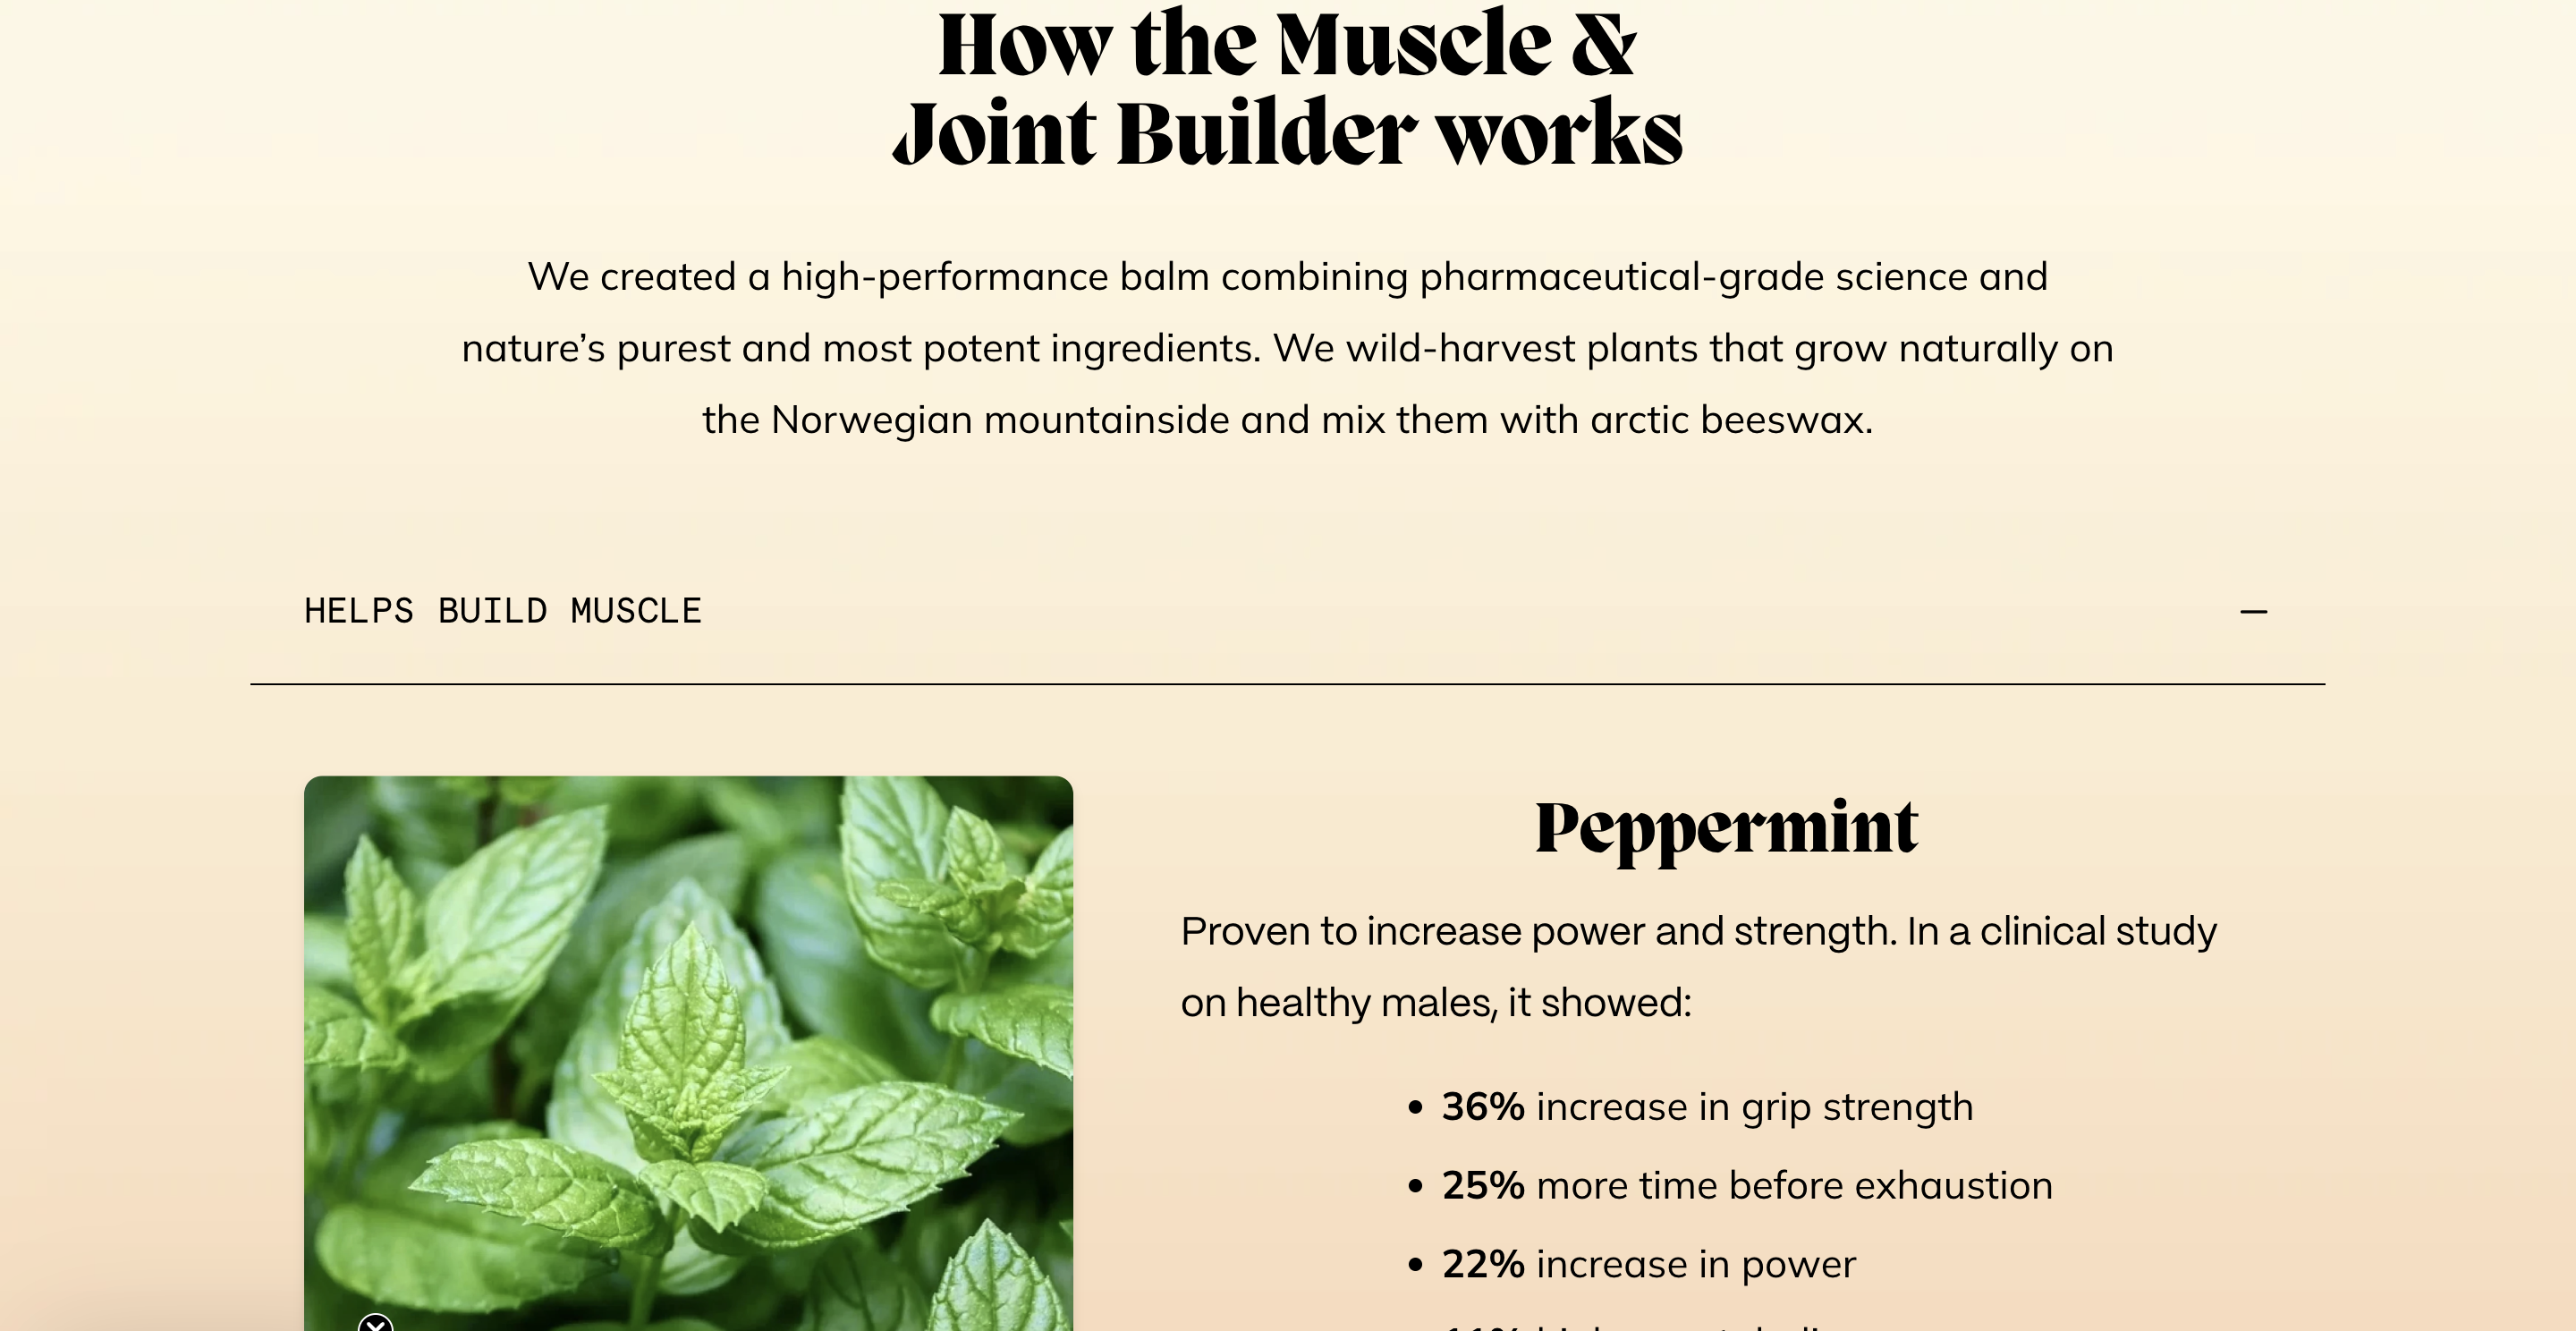 How the Muscle &
Joint Builder works
We created a high-performance balm combining pharmaceutical-grade science and
nature’s purest and most potent ingredients. We wild-harvest plants that grow naturally on
the Norwegian mountainside and mix them with arctic beeswax.
HELPS BUILD MUSCLE
Peppermint
Proven to increase power and strength. In a clinical study
on healthy males, it showed:
• 36% increase in grip strength
• 25% more time before exhaustion
• 22% increase in power